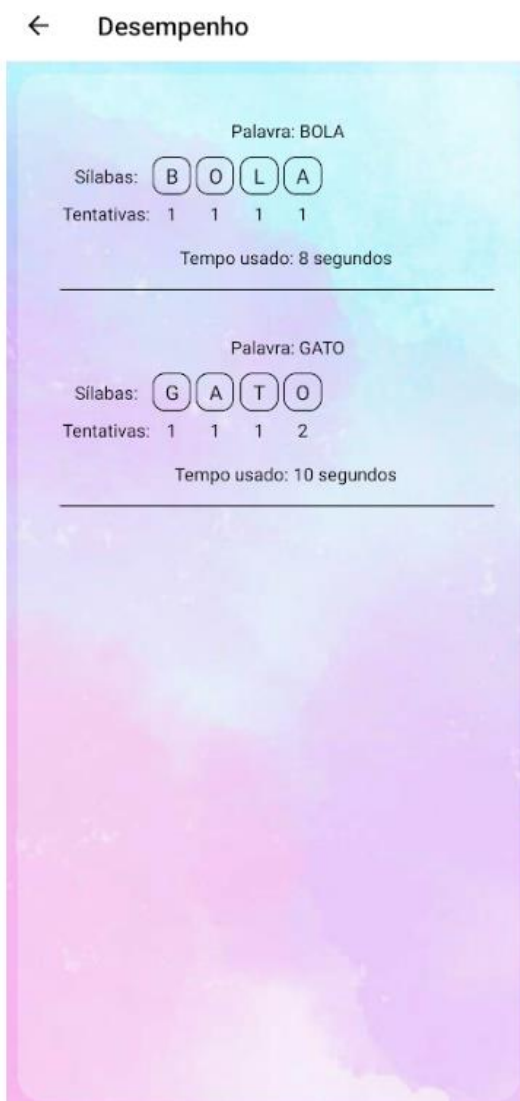 Desempenho
Palavra: BOLA
Sílabas: B O L A
Tentativas: 1 1 1 1
Tempo usado: 8 segundos
Palavra: GATO
Sílabas: G A T O
Tentativas: 1 1 1 2
Tempo usado: 10 segundos